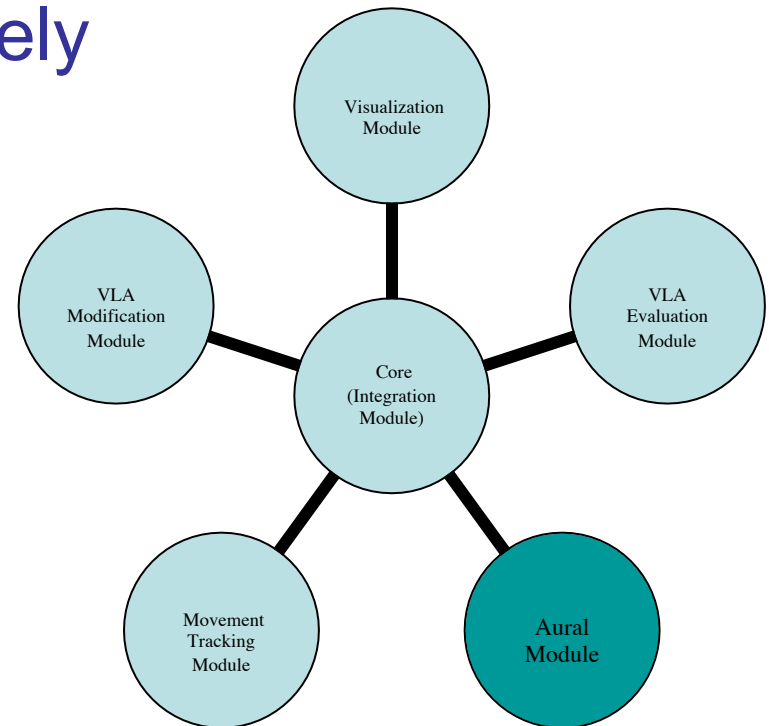 ely
Visualization
Module
VLA
Modification
Module
VLA
Evaluation
Module
Core
(Integration
Module)
Movement
Tracking
Module
Aural
Module